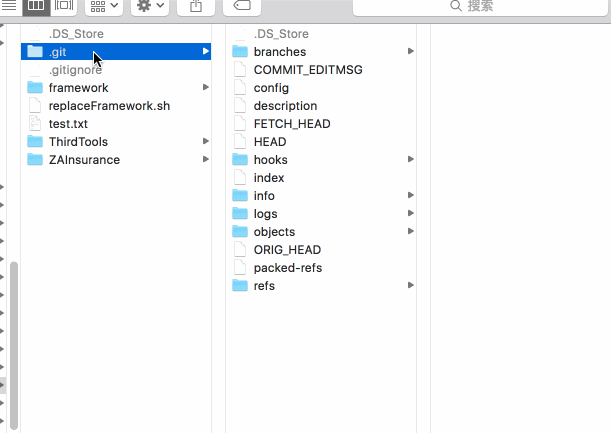 搜索
.DS_Store
.git
.gitignore
framework
replaceFramework.sh
test.txt
ThirdTools
ZAInsurance
.DS_Store
branches
COMMIT_EDITMSG
config
description
FETCH_HEAD
HEAD
hooks
index
info
logs
objects
ORIG_HEAD
packed-refs
refs